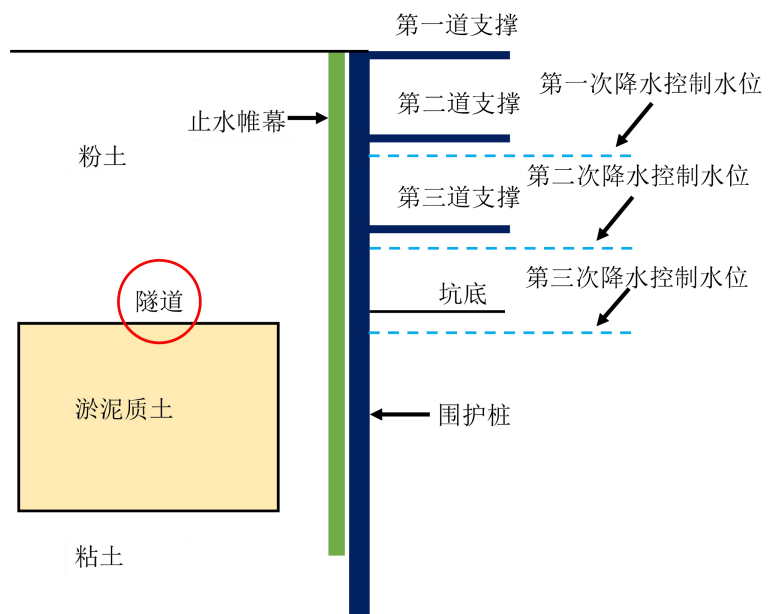 第一道支撑
第一次降水控制水位
第二道支撑
止水帷幕
粉土
第二次降水控制水位
第三道支撑
第三次降水控制水位
隧道
坑底
淤泥质土
围护桩
粘土